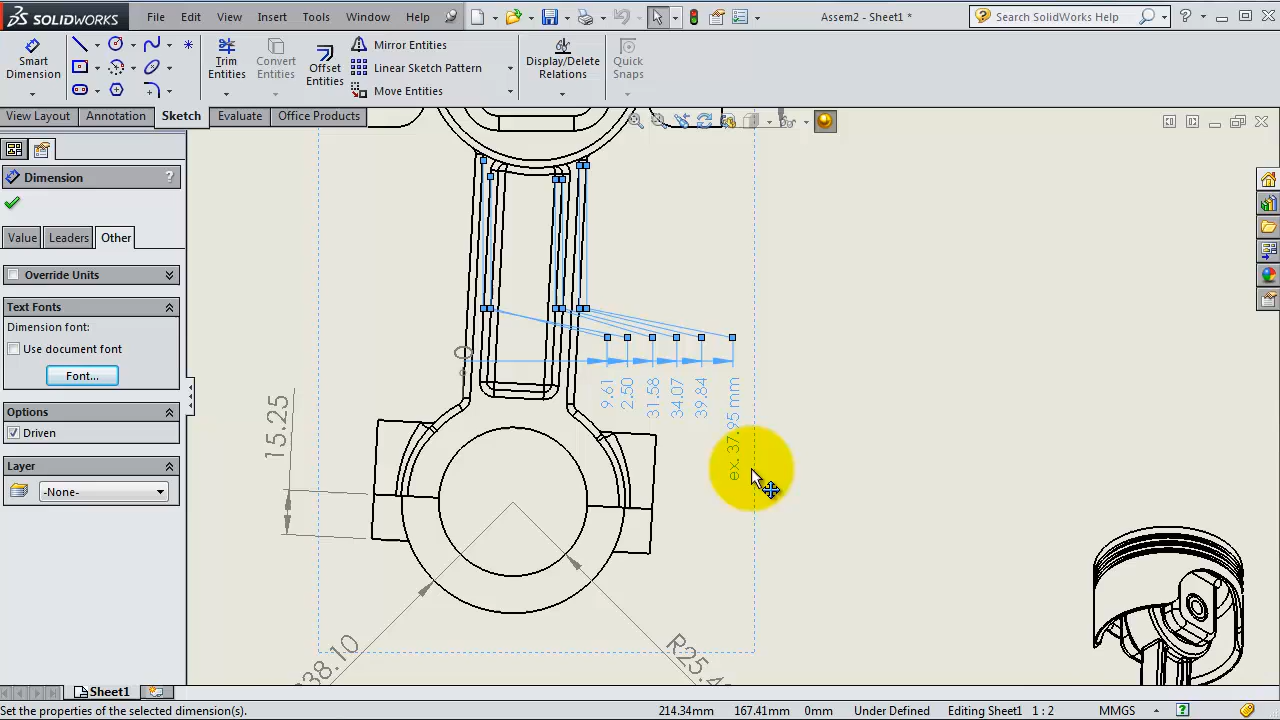 SOLIDWORKS
File Edit View Insert Tools Window Help
Assem2 - Sheet1 *
Search SolidWorks Help
Smart Dimension
Trim Entities
Convert Entities
Offset Entities
Mirror Entities
Linear Sketch Pattern
Move Entities
Display/Delete Relations
Quick Snaps
View Layout Annotation Sketch Evaluate Office Products
Dimension
?
Value Leaders Other
Override Units
Text Fonts
Dimension font:
Use document font
Font...
Options
Driven
Layer
-None-
0
9.61
2.50
31.58
34.07
39.84
ex. 37.95 mm
15.25
38.10
Sheet1
Set the properties of the selected dimension(s).
214.34mm 167.41mm 0mm Under Defined Editing Sheet1 1 : 2 MMGS